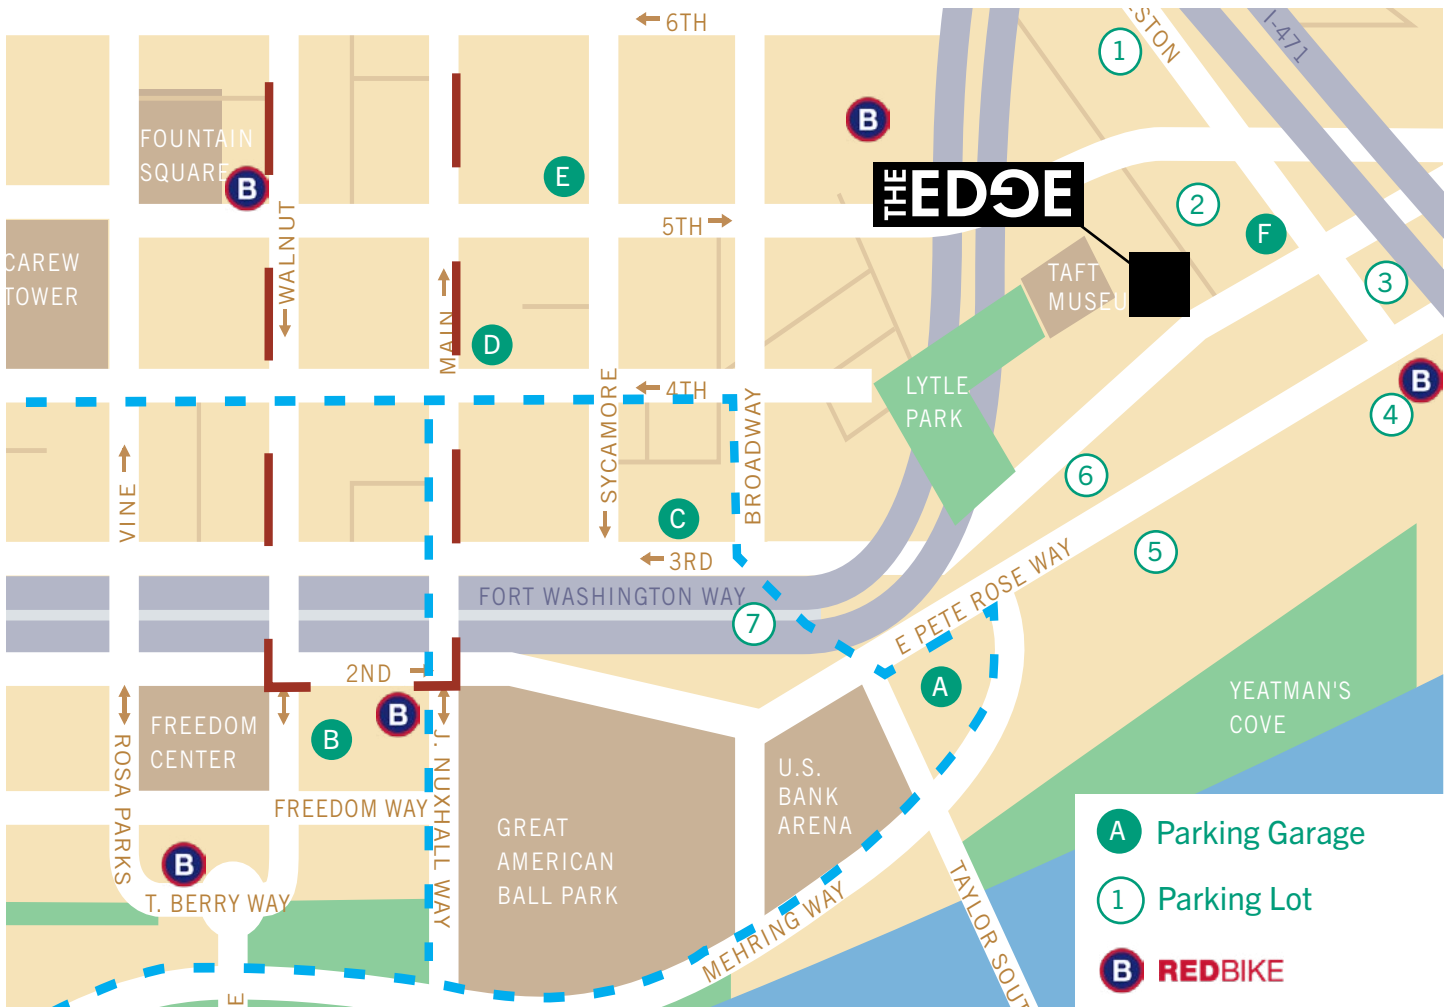 6TH
ESTON
I-471
1
B
FOUNTAIN
SQUARE
B
E
THE EDGE
2
F
WALNUT
5TH
CAREW
TOWER
TAFT
MUSEU
3
MAIN
D
SYCAMORE
4TH
LYTLE
PARK
B
4
BROADWAY
6
VINE
C
5
3RD
FORT WASHINGTON WAY
7
E PETE ROSE WAY
2ND
A
YEATMAN'S
COVE
FREEDOM
CENTER
B
B
ROSA PARKS
J. NUXHALL WAY
U.S.
BANK
ARENA
FREEDOM WAY
GREAT
AMERICAN
BALL PARK
B
T. BERRY WAY
MEHRING WAY
TAYLOR SOUT
E
A Parking Garage
1 Parking Lot
B REDBIKE